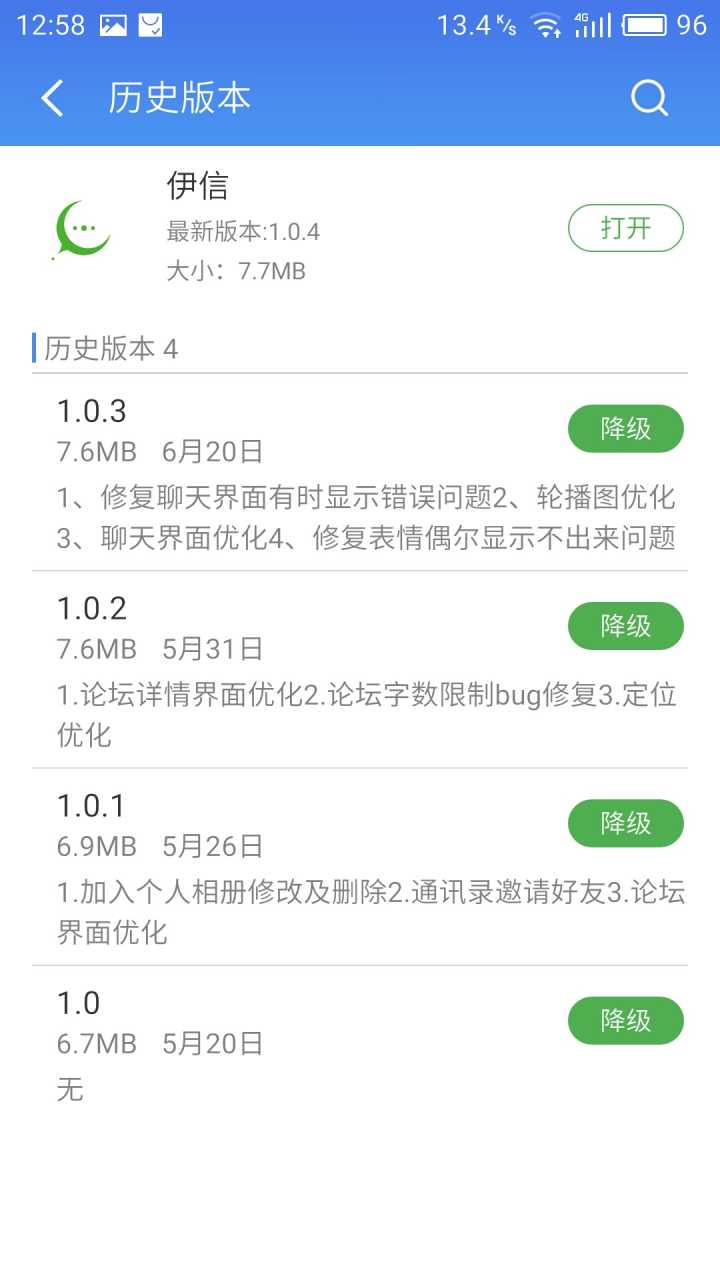 12:58 13.4 K/s 4G 96
历史版本
伊信
最新版本:1.0.4
大小：7.7MB
打开
历史版本 4
1.0.3
7.6MB 6月20日
降级
1、修复聊天界面有时显示错误问题2、轮播图优化
3、聊天界面优化4、修复表情偶尔显示不出来问题
1.0.2
7.6MB 5月31日
降级
1.论坛详情界面优化2.论坛字数限制bug修复3.定位
优化
1.0.1
6.9MB 5月26日
降级
1.加入个人相册修改及删除2.通讯录邀请好友3.论坛
界面优化
1.0
6.7MB 5月20日
降级
无